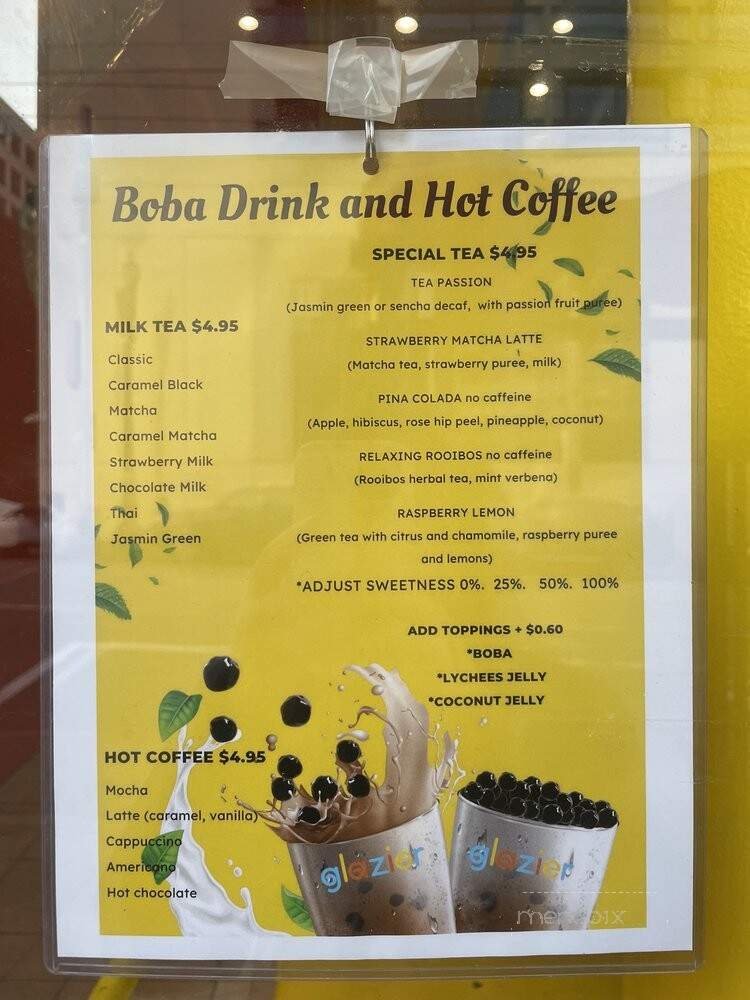 Boba Drink and Hot Coffee
SPECIAL TEA $4.95
TEA PASSION
(Jasmin green or sencha decaf, with passion fruit puree)
STRAWBERRY MATCHA LATTE
(Matcha tea, strawberry puree, milk)
PINA COLADA no caffeine
(Apple, hibiscus, rose hip peel, pineapple, coconut)
RELAXING ROOIBOS no caffeine
(Rooibos herbal tea, mint verbena)
RASPBERRY LEMON
(Green tea with citrus and chamomile, raspberry puree
and lemons)
*ADJUST SWEETNESS 0%. 25%. 50%. 100%
MILK TEA $4.95
Classic
Caramel Black
Matcha
Caramel Matcha
Strawberry Milk
Chocolate Milk
Thai
Jasmin Green
ADD TOPPINGS + $0.60
*BOBA
*LYCHEES JELLY
*COCONUT JELLY
HOT COFFEE $4.95
Mocha
Latte (caramel, vanilla)
Cappuccino
Americano
Hot chocolate
glazier
glazier
menupix